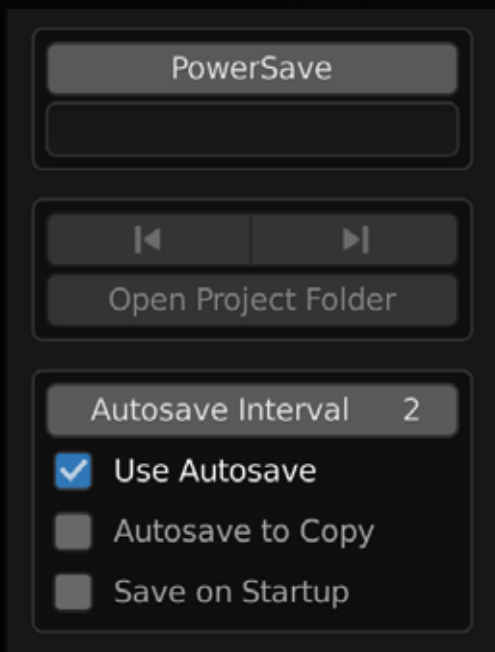 PowerSave
Open Project Folder
Autosave Interval 2
Use Autosave
Autosave to Copy
Save on Startup